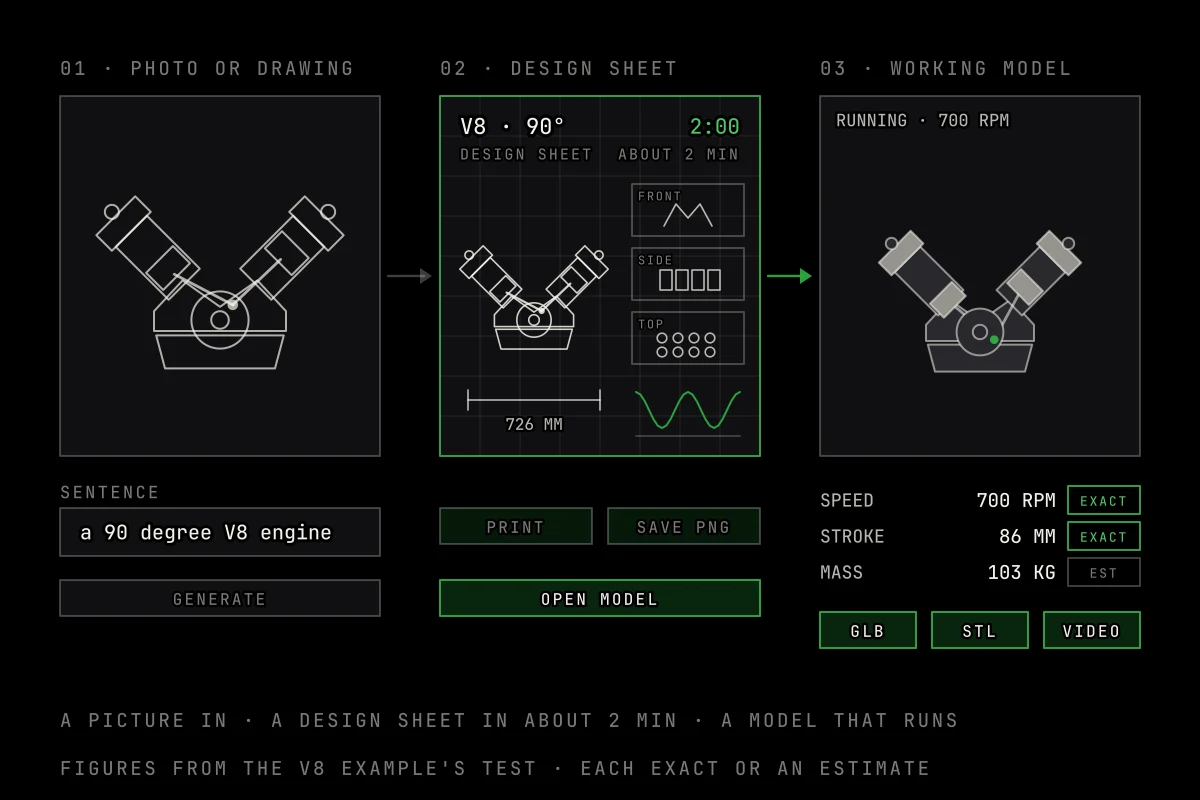 01 · PHOTO OR DRAWING
SENTENCE
a 90 degree V8 engine
GENERATE
02 · DESIGN SHEET
V8 · 90° 2:00
DESIGN SHEET ABOUT 2 MIN
FRONT
SIDE
TOP
726 MM
PRINT SAVE PNG
OPEN MODEL
03 · WORKING MODEL
RUNNING · 700 RPM
SPEED 700 RPM EXACT
STROKE 86 MM EXACT
MASS 103 KG EST
GLB STL VIDEO
A PICTURE IN · A DESIGN SHEET IN ABOUT 2 MIN · A MODEL THAT RUNS
FIGURES FROM THE V8 EXAMPLE'S TEST · EACH EXACT OR AN ESTIMATE